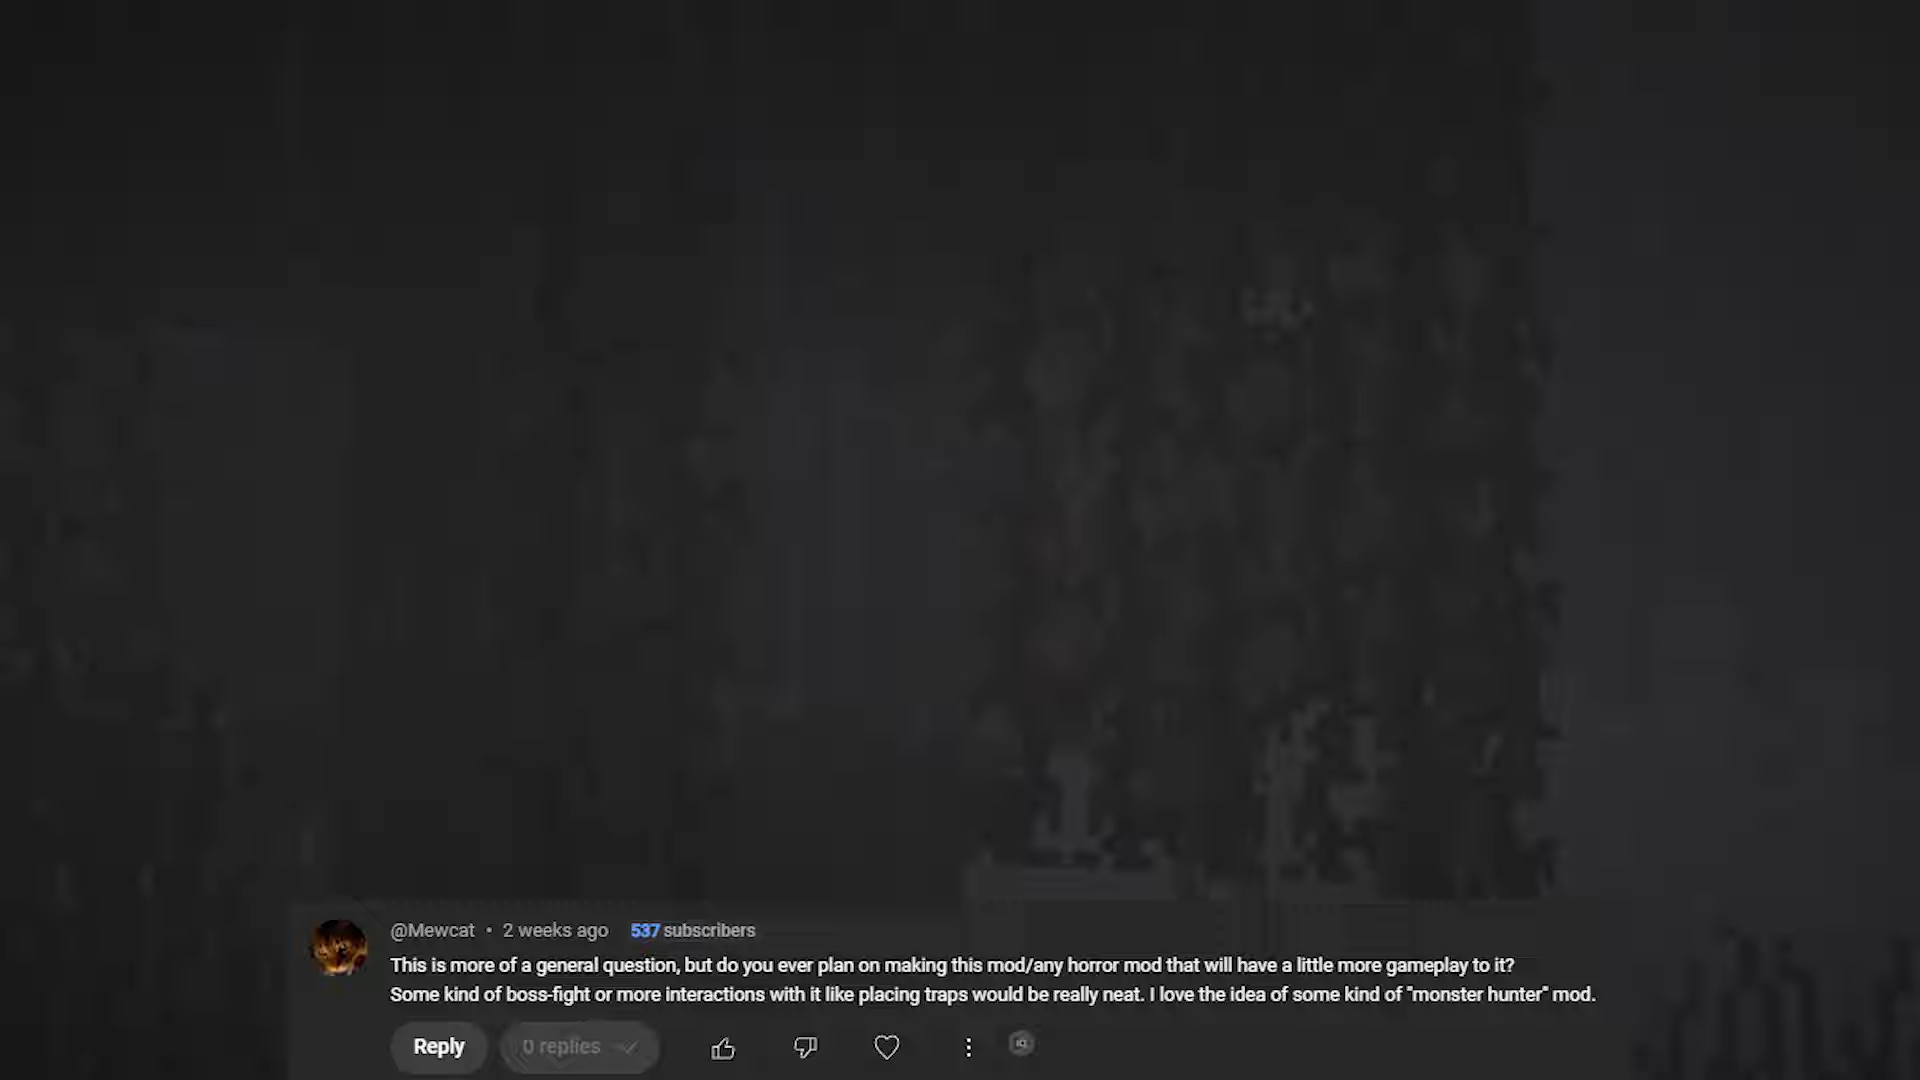 @Mewcat • 2 weeks ago 537 subscribers
This is more of a general question, but do you ever plan on making this mod/any horror mod that will have a little more gameplay to it?
Some kind of boss-fight or more interactions with it like placing traps would be really neat. I love the idea of some kind of "monster hunter" mod.
Reply 0 replies